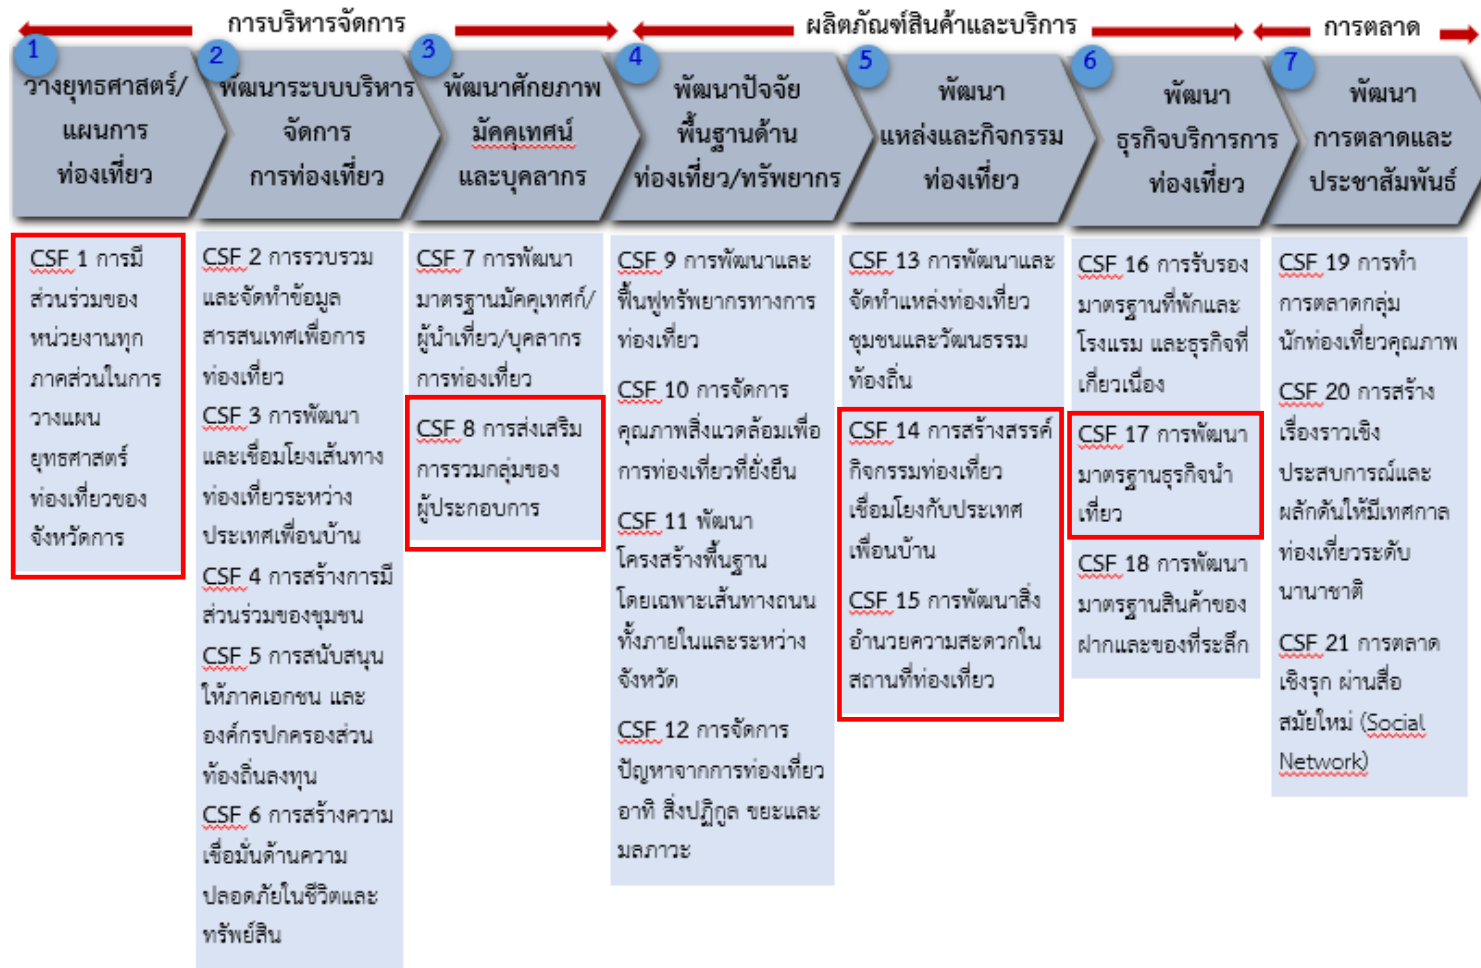 การบริหารจัดการ
ผลิตภัณฑ์สินค้าและบริการ
การตลาด
1
วางยุทธศาสตร์/
แผนการ
ท่องเที่ยว
2
พัฒนาระบบบริหาร
จัดการ
การท่องเที่ยว
3
พัฒนาศักยภาพ
มัคคุเทศน์
และบุคลากร
4
พัฒนาปัจจัย
พื้นฐานด้าน
ท่องเที่ยว/ทรัพยากร
5
พัฒนา
แหล่งและกิจกรรม
ท่องเที่ยว
6
พัฒนา
ธุรกิจบริการการ
ท่องเที่ยว
7
พัฒนา
การตลาดและ
ประชาสัมพันธ์
CSF 1 การมี
ส่วนร่วมของ
หน่วยงานทุก
ภาคส่วนในการ
วางแผน
ยุทธศาสตร์
ท่องเที่ยวของ
จังหวัดการ
CSF 2 การรวบรวม
และจัดทำข้อมูล
สารสนเทศเพื่อการ
ท่องเที่ยว
CSF 3 การพัฒนา
และเชื่อมโยงเส้นทาง
ท่องเที่ยวระหว่าง
ประเทศเพื่อนบ้าน
CSF 4 การสร้างการมี
ส่วนร่วมของชุมชน
CSF 5 การสนับสนุน
ให้ภาคเอกชน และ
องค์กรปกครองส่วน
ท้องถิ่นลงทุน
CSF 6 การสร้างความ
เชื่อมั่นด้านความ
ปลอดภัยในชีวิตและ
ทรัพย์สิน
CSF 7 การพัฒนา
มาตรฐานมัคคุเทศก์/
ผู้นำเที่ยว/บุคลากร
การท่องเที่ยว
CSF 8 การส่งเสริม
การรวมกลุ่มของ
ผู้ประกอบการ
CSF 9 การพัฒนาและ
ฟื้นฟูทรัพยากรทางการ
ท่องเที่ยว
CSF 10 การจัดการ
คุณภาพสิ่งแวดล้อมเพื่อ
การท่องเที่ยวที่ยั่งยืน
CSF 11 พัฒนา
โครงสร้างพื้นฐาน
โดยเฉพาะเส้นทางถนน
ทั้งภายในและระหว่าง
จังหวัด
CSF 12 การจัดการ
ปัญหาจากการท่องเที่ยว
อาทิ สิ่งปฏิกูล ขยะและ
มลภาวะ
CSF 13 การพัฒนาและ
จัดทำแหล่งท่องเที่ยว
ชุมชนและวัฒนธรรม
ท้องถิ่น
CSF 14 การสร้างสรรค์
กิจกรรมท่องเที่ยว
เชื่อมโยงกับประเทศ
เพื่อนบ้าน
CSF 15 การพัฒนาสิ่ง
อำนวยความสะดวกใน
สถานที่ท่องเที่ยว
CSF 16 การรับรอง
มาตรฐานที่พักและ
โรงแรม และธุรกิจที่
เกี่ยวเนื่อง
CSF 17 การพัฒนา
มาตรฐานธุรกิจนำ
เที่ยว
CSF 18 การพัฒนา
มาตรฐานสินค้าของ
ฝากและของที่ระลึก
CSF 19 การทำ
การตลาดกลุ่ม
นักท่องเที่ยวคุณภาพ
CSF 20 การสร้าง
เรื่องราวเชิง
ประสบการณ์และ
ผลักดันให้มีเทศกาล
ท่องเที่ยวระดับ
นานาชาติ
CSF 21 การตลาด
เชิงรุก ผ่านสื่อ
สมัยใหม่ (Social
Network)